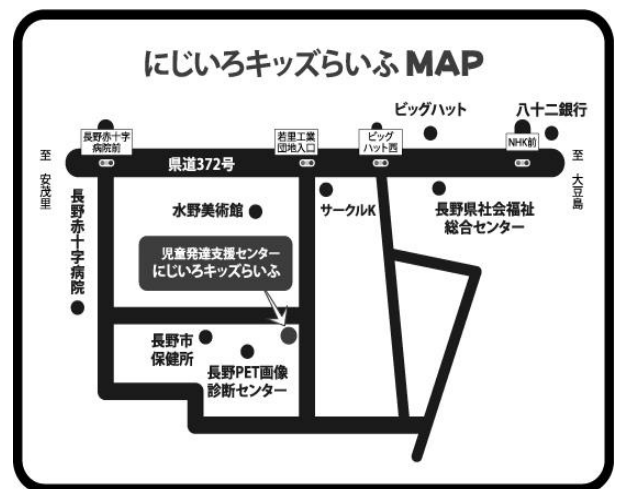 にじいろキッズらいふ MAP
ビッグハット
八十二銀行
長野赤十字
病院前
若里工業
団地入口
ビッグ
ハット西
NHK前
至 安茂里
県道372号
至 大豆島
長野赤十字病院
水野美術館
サークルK
長野県社会福祉
総合センター
児童発達支援センター
にじいろキッズらいふ
長野市
保健所
長野PET画像
診断センター